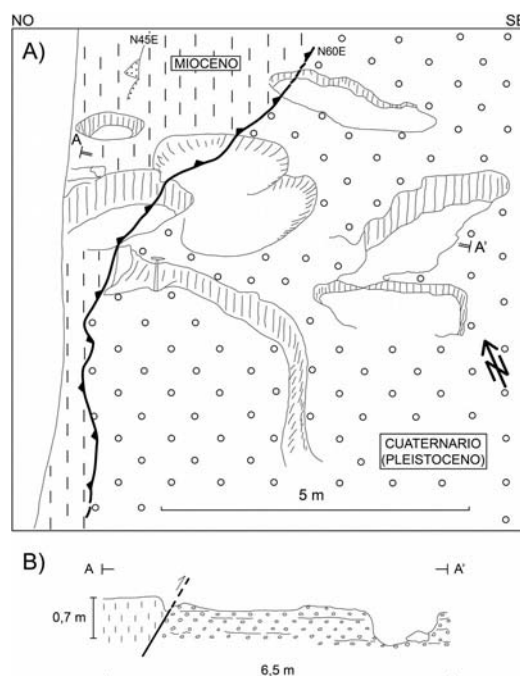 NO SE
A)
N45E
MIOCENO
N60E
A
A'
N
CUATERNARIO
(PLEISTOCENO)
5 m
B)
A A'
0,7 m
6,5 m